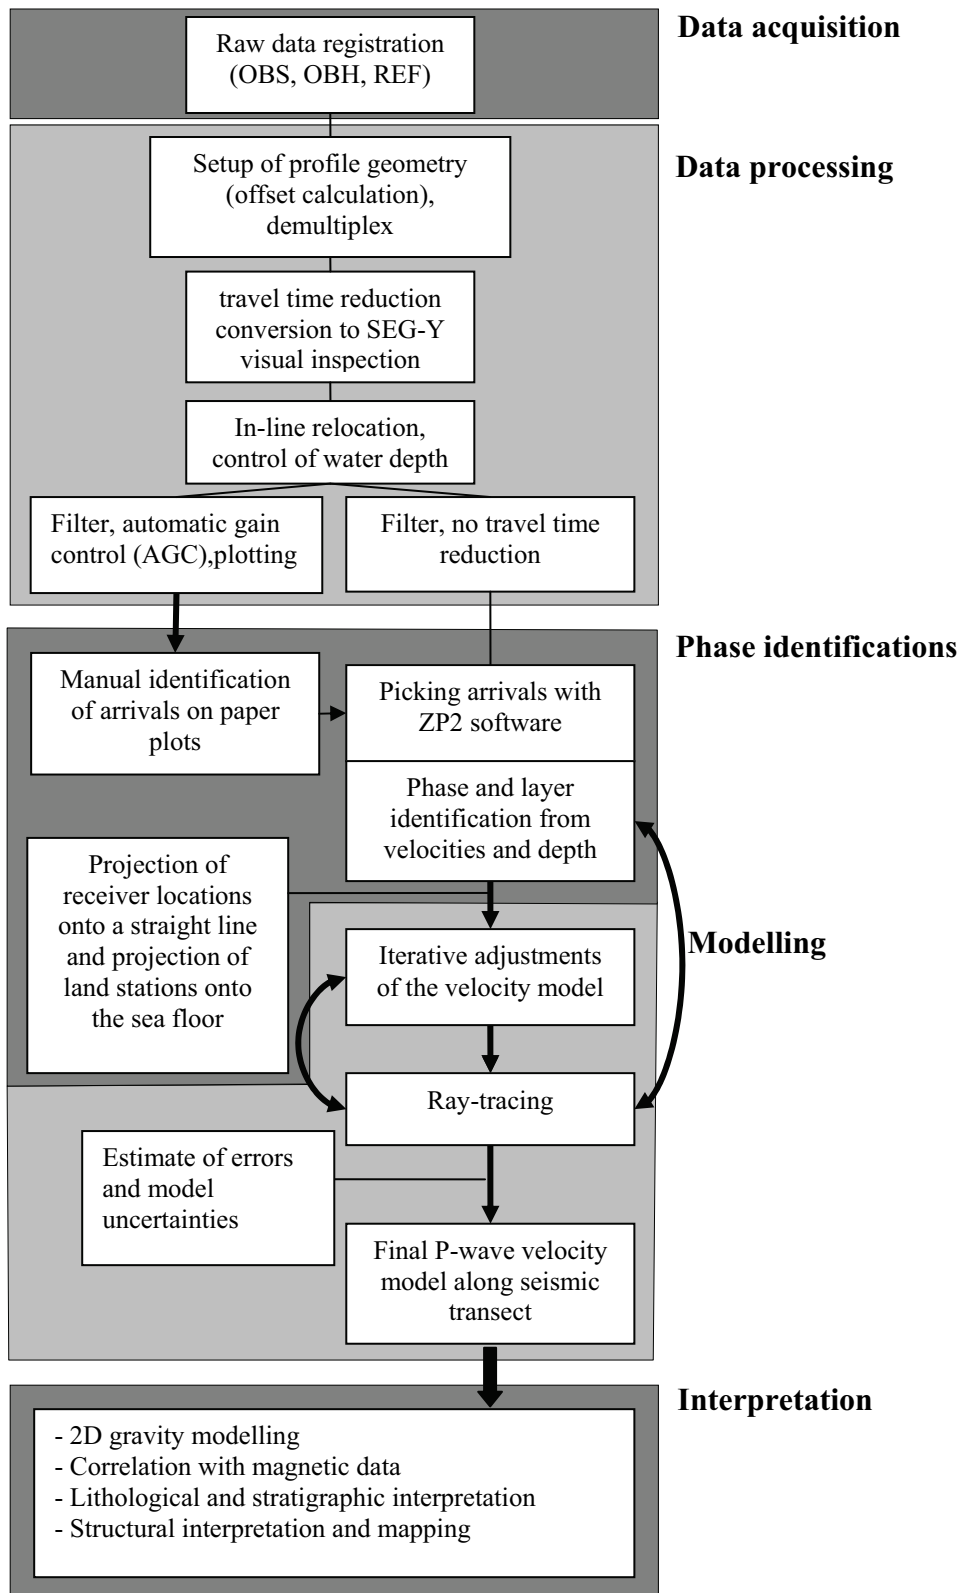 Data acquisition
Raw data registration
(OBS, OBH, REF)
Data processing
Setup of profile geometry
(offset calculation),
demultiplex
travel time reduction
conversion to SEG-Y
visual inspection
In-line relocation,
control of water depth
Filter, automatic gain
control (AGC),plotting
Filter, no travel time
reduction
Phase identifications
Manual identification
of arrivals on paper
plots
Picking arrivals with
ZP2 software
Phase and layer
identification from
velocities and depth
Projection of
receiver locations
onto a straight line
and projection of
land stations onto
the sea floor
Modelling
Iterative adjustments
of the velocity model
Ray-tracing
Estimate of errors
and model
uncertainties
Final P-wave velocity
model along seismic
transect
Interpretation
- 2D gravity modelling
- Correlation with magnetic data
- Lithological and stratigraphic interpretation
- Structural interpretation and mapping